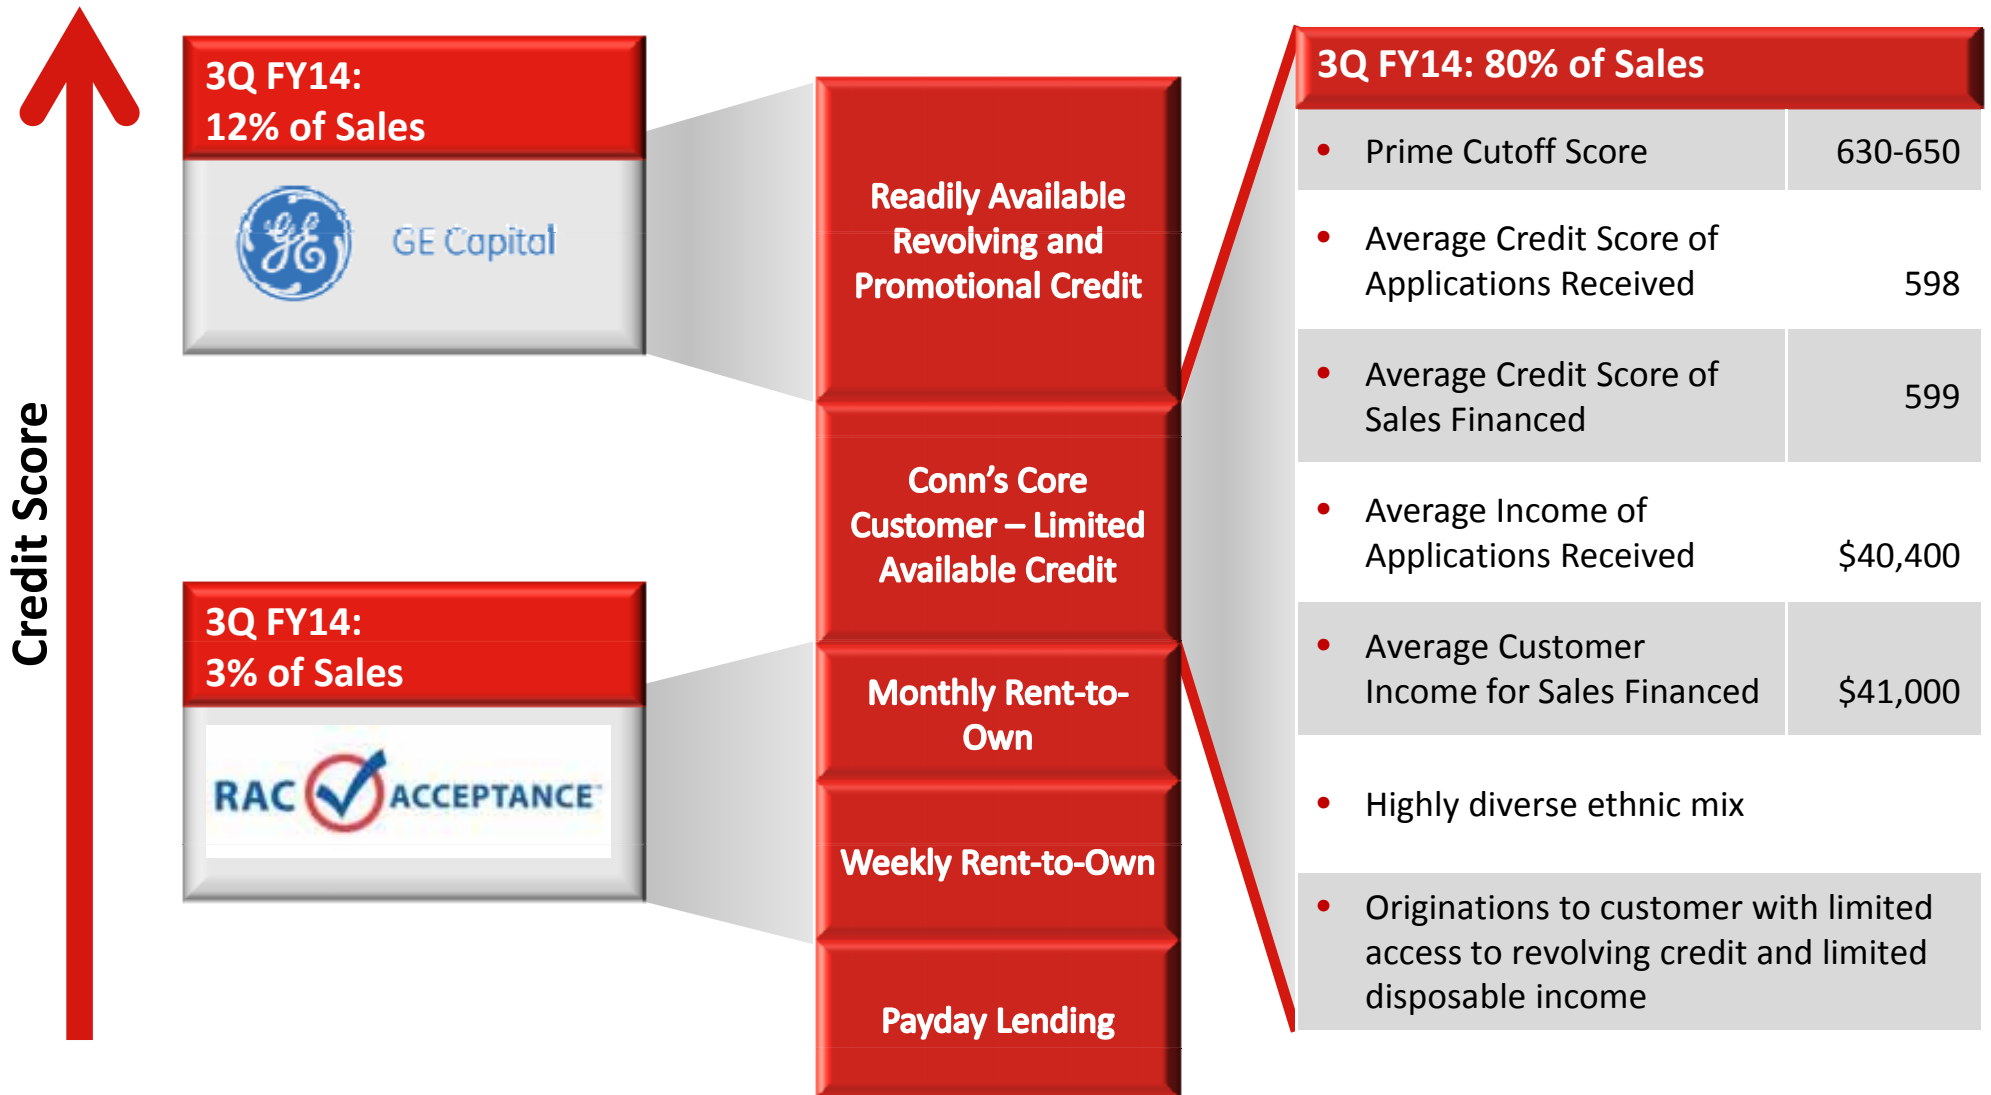 Credit Score
3Q FY14:
12% of Sales
GE
GE Capital
3Q FY14:
3% of Sales
RAC ACCEPTANCE™
Readily Available
Revolving and
Promotional Credit
Conn’s Core
Customer – Limited
Available Credit
Monthly Rent-to-
Own
Weekly Rent-to-Own
Payday Lending
3Q FY14: 80% of Sales
• Prime Cutoff Score 630-650
• Average Credit Score of
Applications Received 598
• Average Credit Score of
Sales Financed 599
• Average Income of
Applications Received $40,400
• Average Customer
Income for Sales Financed $41,000
• Highly diverse ethnic mix
• Originations to customer with limited
access to revolving credit and limited
disposable income